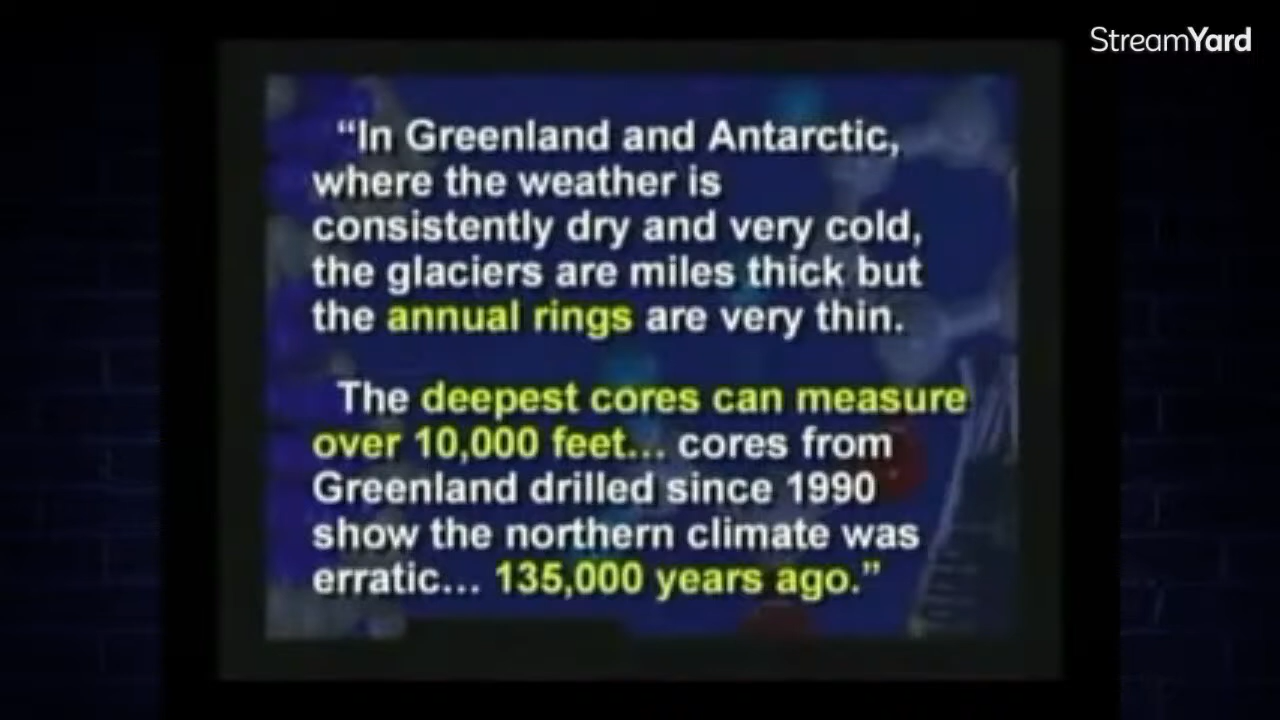 StreamYard
“In Greenland and Antarctic,
where the weather is
consistently dry and very cold,
the glaciers are miles thick but
the annual rings are very thin.
The deepest cores can measure
over 10,000 feet... cores from
Greenland drilled since 1990
show the northern climate was
erratic... 135,000 years ago.”